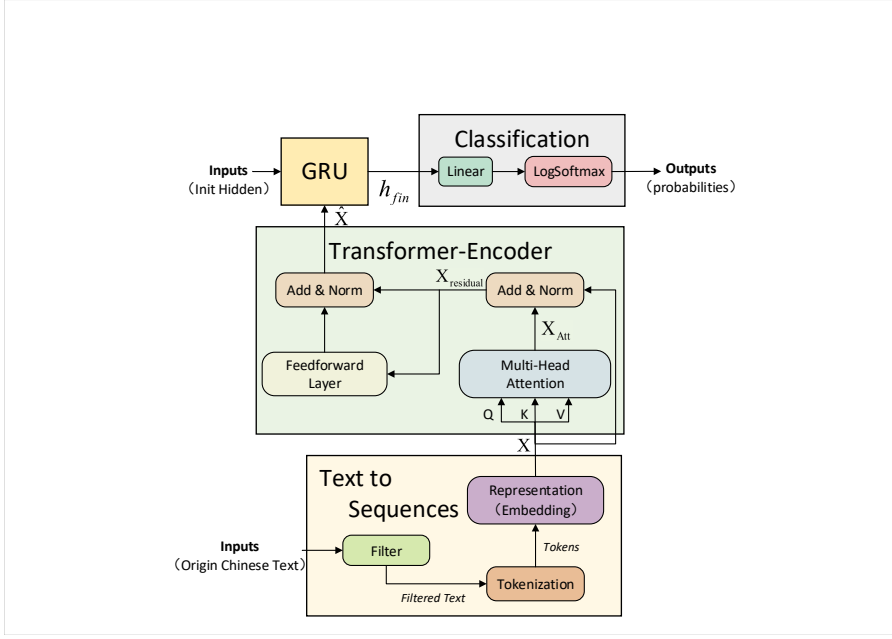 Classification
Inputs
（Init Hidden）
GRU
h_fin
Linear
LogSoftmax
Outputs
（probabilities）
X̂
Transformer-Encoder
Add & Norm
X_residual
Add & Norm
X_Att
Feedforward
Layer
Multi-Head
Attention
Q
K
V
X
Text to
Sequences
Representation
（Embedding）
Inputs
（Origin Chinese Text）
Filter
Tokens
Filtered Text
Tokenization